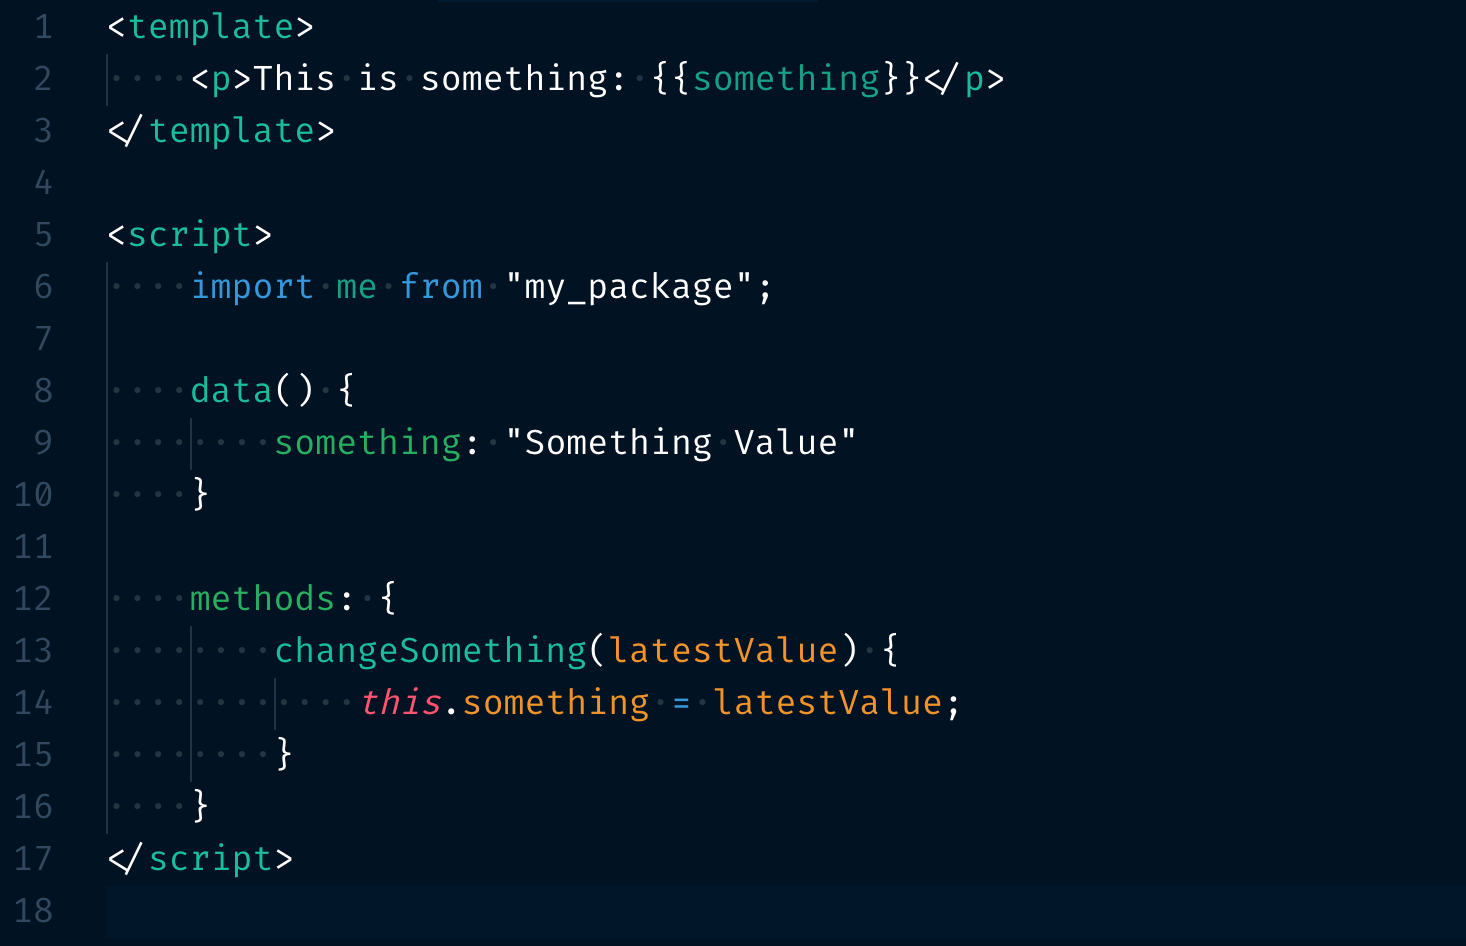 1 <template>
2     <p>This is something: {{something}}</p>
3 </template>
4
5 <script>
6     import me from "my_package";
7
8     data() {
9         something: "Something Value"
10     }
11
12     methods: {
13         changeSomething(latestValue) {
14             this.something = latestValue;
15         }
16     }
17 </script>
18